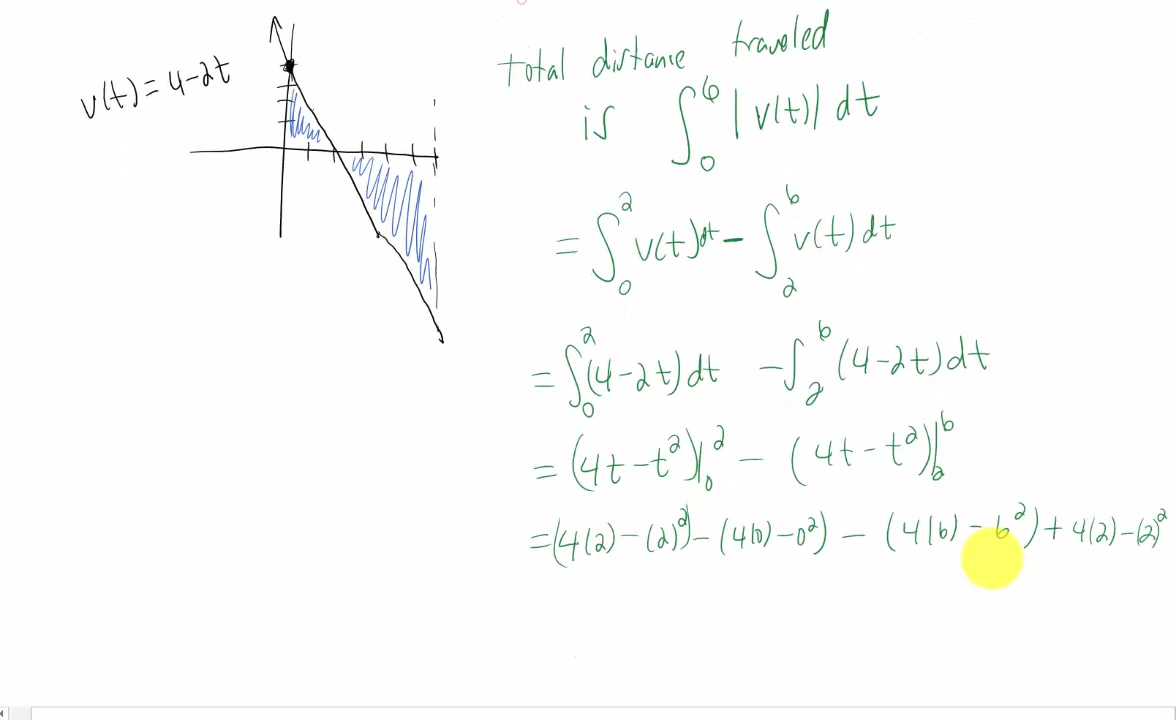 v(t) = 4-2t
total distance traveled
is ∫₀⁶ |v(t)| dt
= ∫₀² v(t)dt - ∫₂⁶ v(t) dt
= ∫₀² (4-2t) dt - ∫₂⁶ (4-2t) dt
= (4t-t²)|₀² - (4t-t²)|₂⁶
= (4(2)-(2)²) - (4(0)-0²) - (4(6)-6²) + 4(2)-(2)²